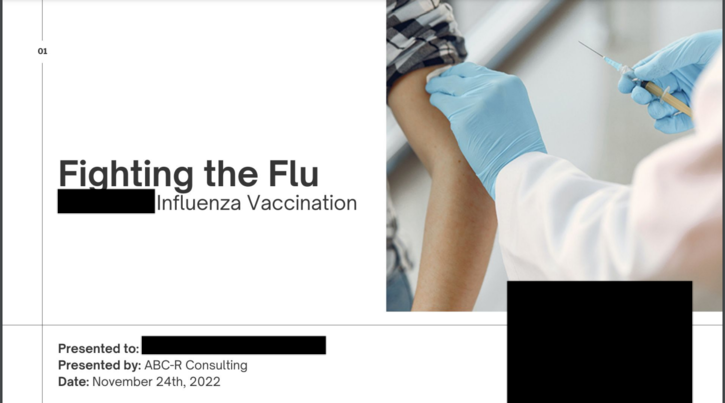 01
Fighting the Flu
Influenza Vaccination
Presented to:
Presented by: ABC-R Consulting
Date: November 24th, 2022